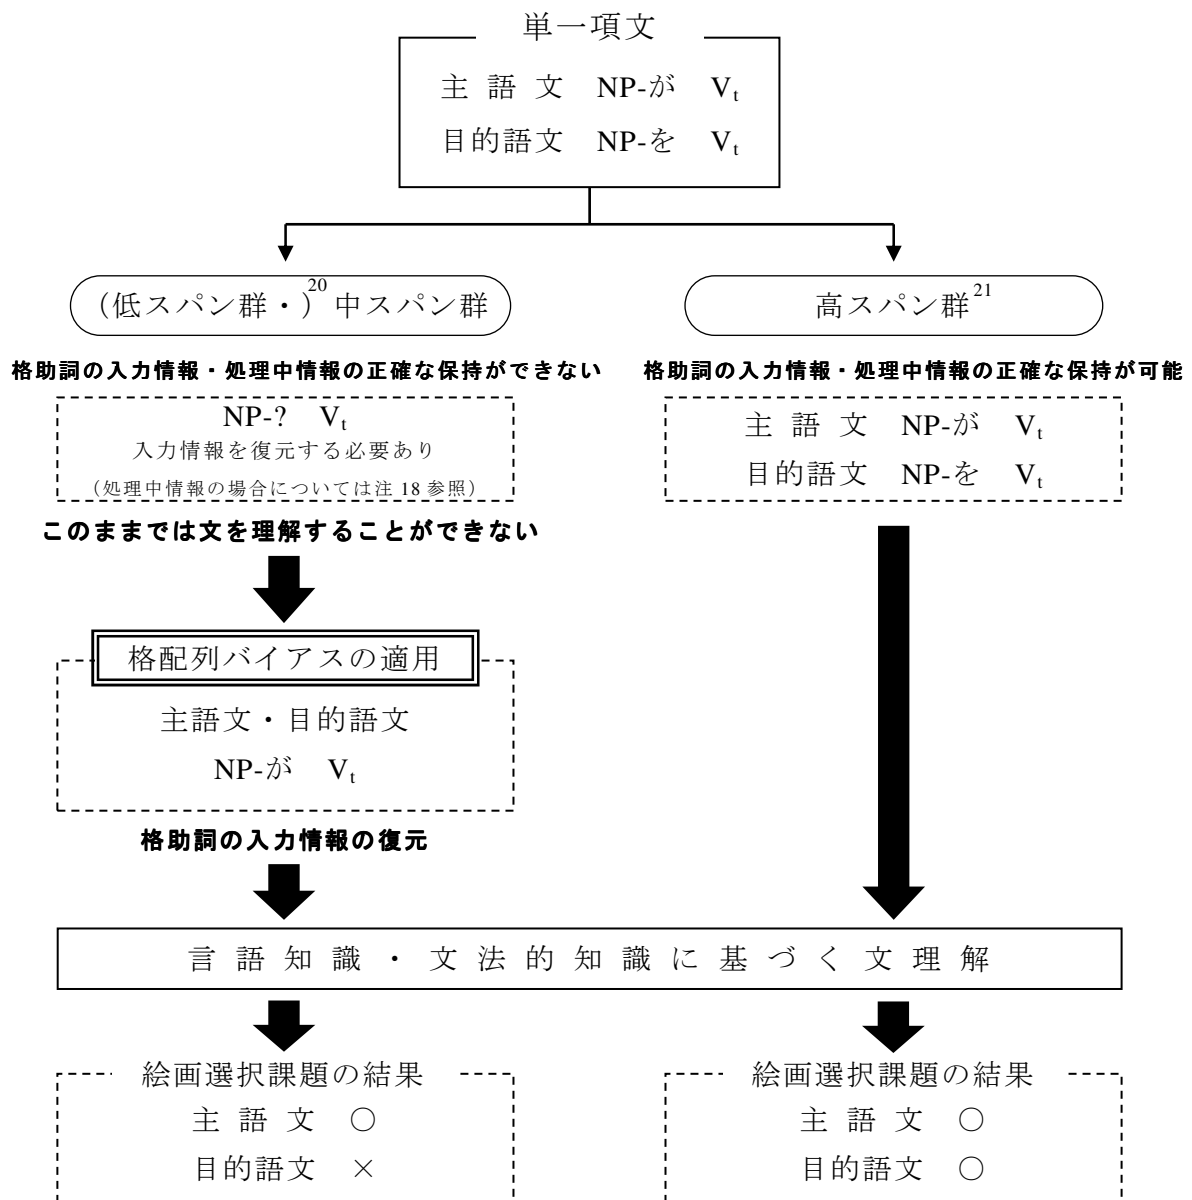 単一項文
主語文 NP-が Vt
目的語文 NP-を Vt
(低スパン群・)20中スパン群
高スパン群21
格助詞の入力情報・処理中情報の正確な保持ができない
格助詞の入力情報・処理中情報の正確な保持が可能
NP-? Vt
入力情報を復元する必要あり
(処理中情報の場合については注 18 参照)
主語文 NP-が Vt
目的語文 NP-を Vt
このままでは文を理解することができない
格配列バイアスの適用
主語文・目的語文
NP-が Vt
格助詞の入力情報の復元
言語知識・文法的知識に基づく文理解
絵画選択課題の結果
主語文 ○
目的語文 ×
絵画選択課題の結果
主語文 ○
目的語文 ○